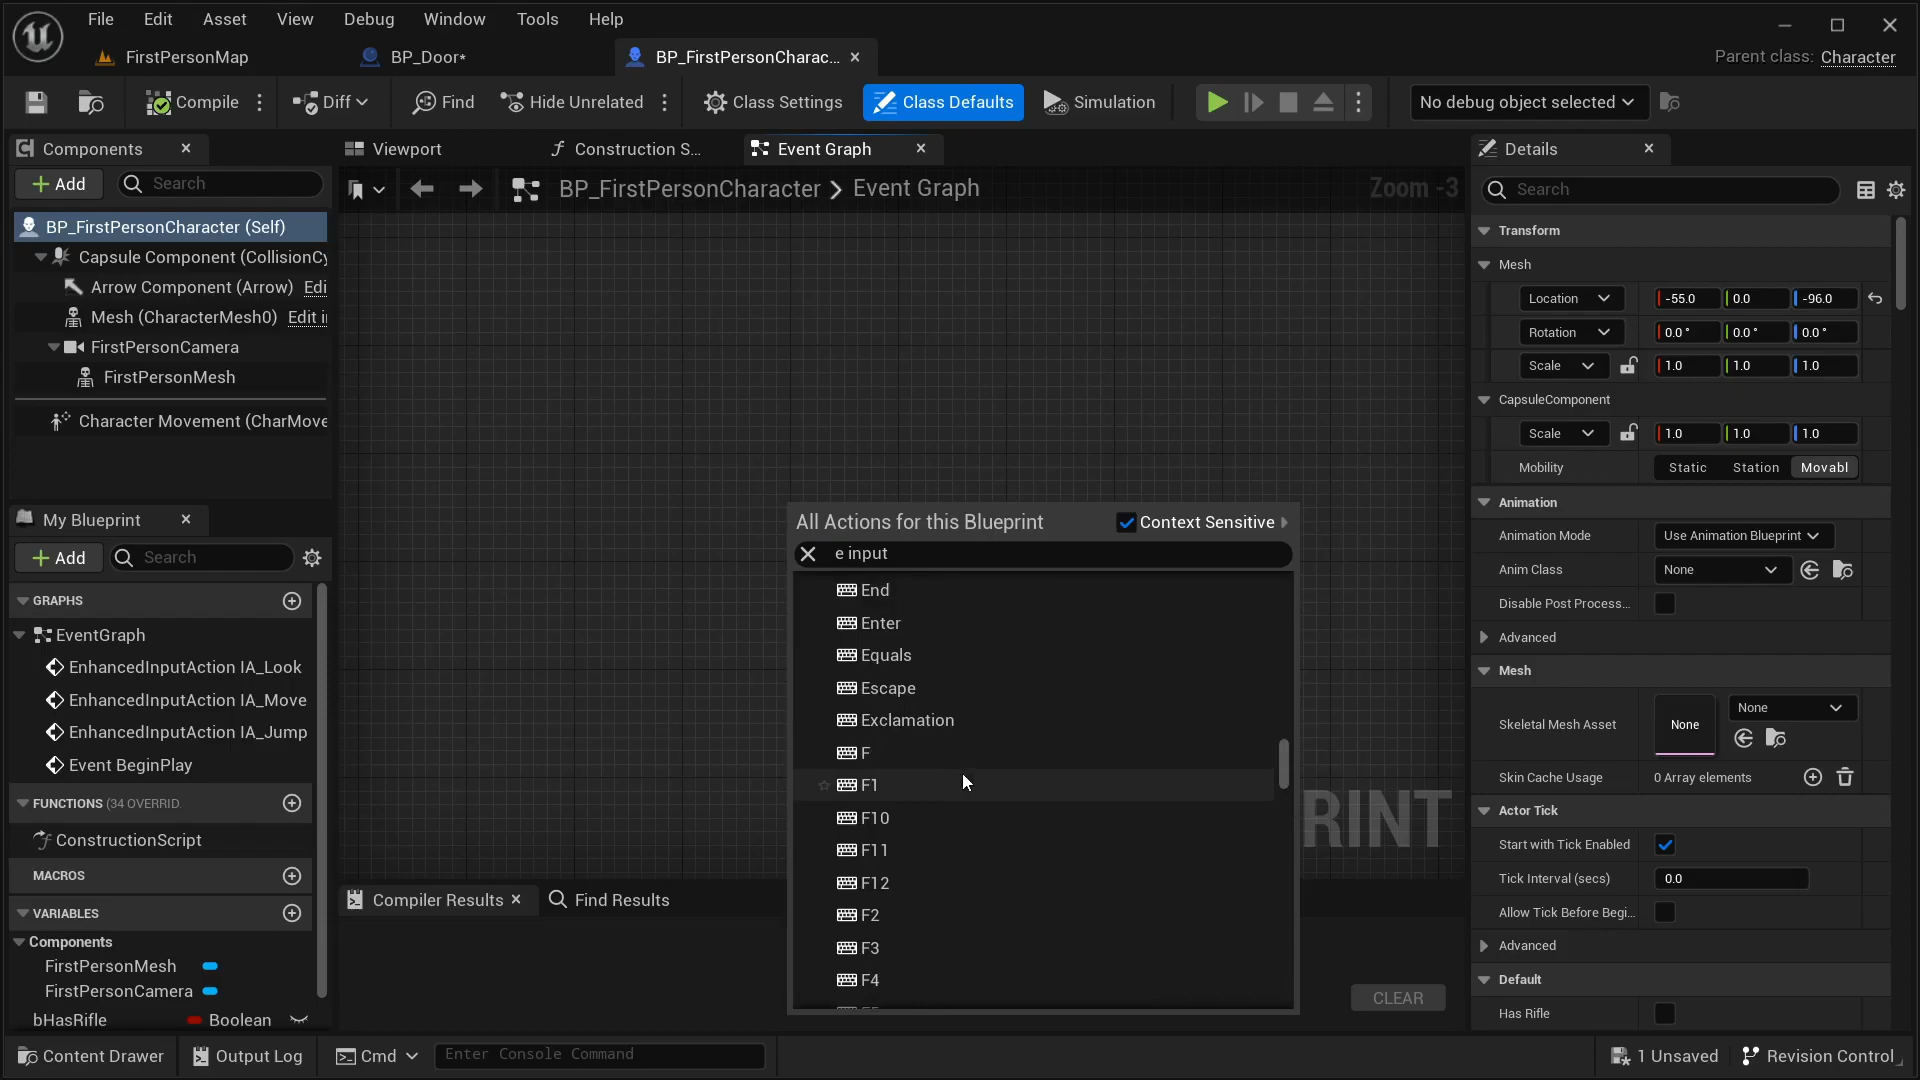 File Edit Asset View Debug Window Tools Help
FirstPersonMap BP_Door* BP_FirstPersonCharac... Parent class: Character
Compile Diff Find Hide Unrelated Class Settings Class Defaults Simulation No debug object selected
Components
Add Search
BP_FirstPersonCharacter (Self)
Capsule Component (CollisionCy
Arrow Component (Arrow) Edi
Mesh (CharacterMesh0) Edit i
FirstPersonCamera
FirstPersonMesh
Character Movement (CharMove
My Blueprint
Add Search
GRAPHS
EventGraph
EnhancedInputAction IA_Look
EnhancedInputAction IA_Move
EnhancedInputAction IA_Jump
Event BeginPlay
FUNCTIONS (34 OVERRID
ConstructionScript
MACROS
VARIABLES
Components
FirstPersonMesh
FirstPersonCamera
bHasRifle Boolean
Viewport Construction S... Event Graph
BP_FirstPersonCharacter > Event Graph Zoom -3
All Actions for this Blueprint Context Sensitive
e input
End
Enter
Equals
Escape
Exclamation
F
F1
F10
F11
F12
F2
F3
F4
RINT
Compiler Results Find Results
CLEAR
Details
Search
Transform
Mesh
Location -55.0 0.0 -96.0
Rotation 0.0 ° 0.0 ° 0.0 °
Scale 1.0 1.0 1.0
CapsuleComponent
Scale 1.0 1.0 1.0
Mobility Static Station Movabl
Animation
Animation Mode Use Animation Blueprint
Anim Class None
Disable Post Process...
Advanced
Mesh
Skeletal Mesh Asset None None
Skin Cache Usage 0 Array elements
Actor Tick
Start with Tick Enabled
Tick Interval (secs) 0.0
Allow Tick Before Begi...
Advanced
Default
Has Rifle
Content Drawer Output Log Cmd Enter Console Command 1 Unsaved Revision Control